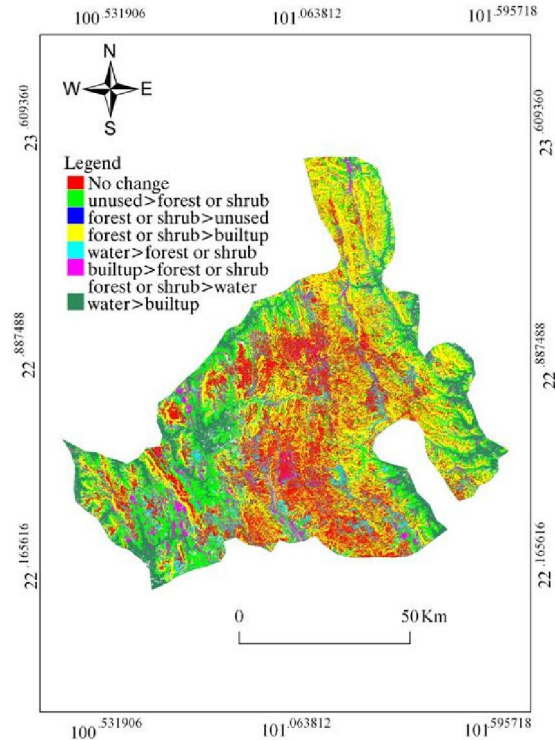 100.531906 101.063812 101.595718
N
W E
S
23.609360 23.609360
Legend
No change
unused>forest or shrub
forest or shrub>unused
forest or shrub>builtup
water>forest or shrub
builtup>forest or shrub
forest or shrub>water
water>builtup
22.887488 22.887488
22.165616 22.165616
0 50 Km
100.531906 101.063812 101.595718